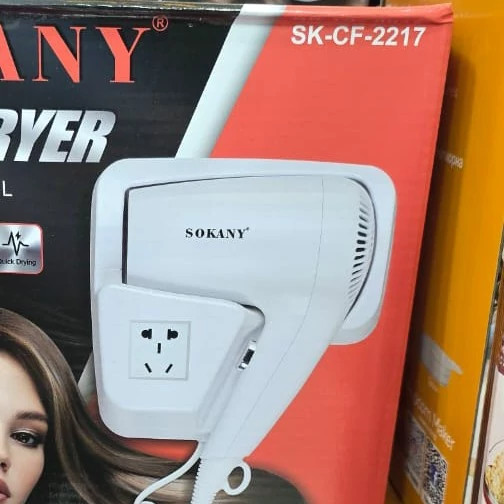 ANY®
SK-CF-2217
RYER
L
Quick Drying
SOKANY®